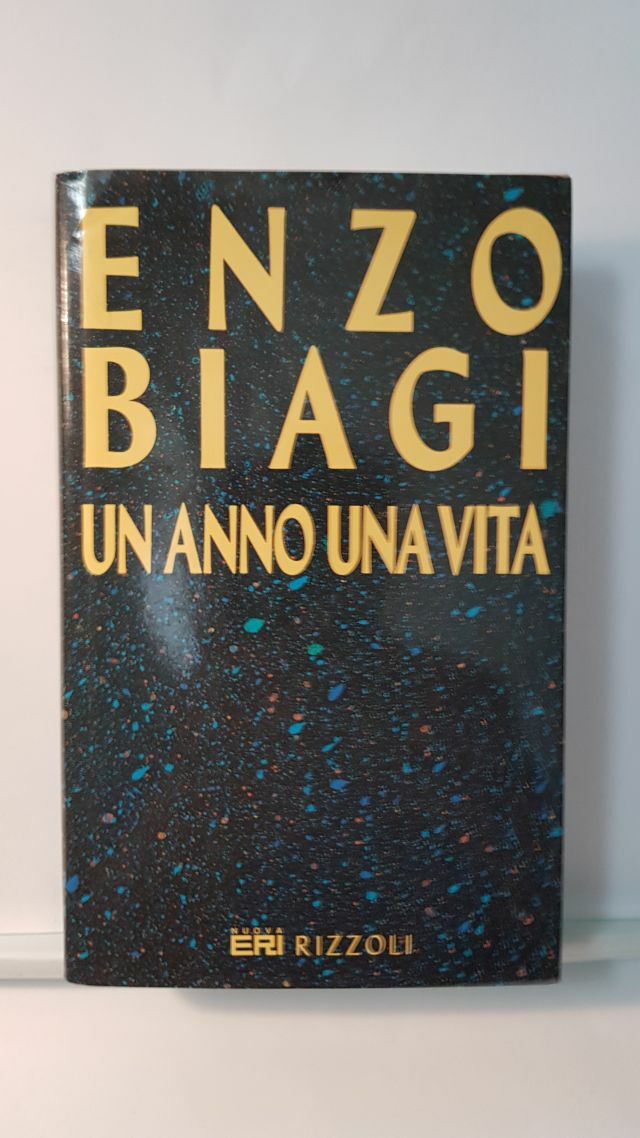 ENZO
BIAGI
UN ANNO UNA VITA
NUOVA
ERI RIZZOLI